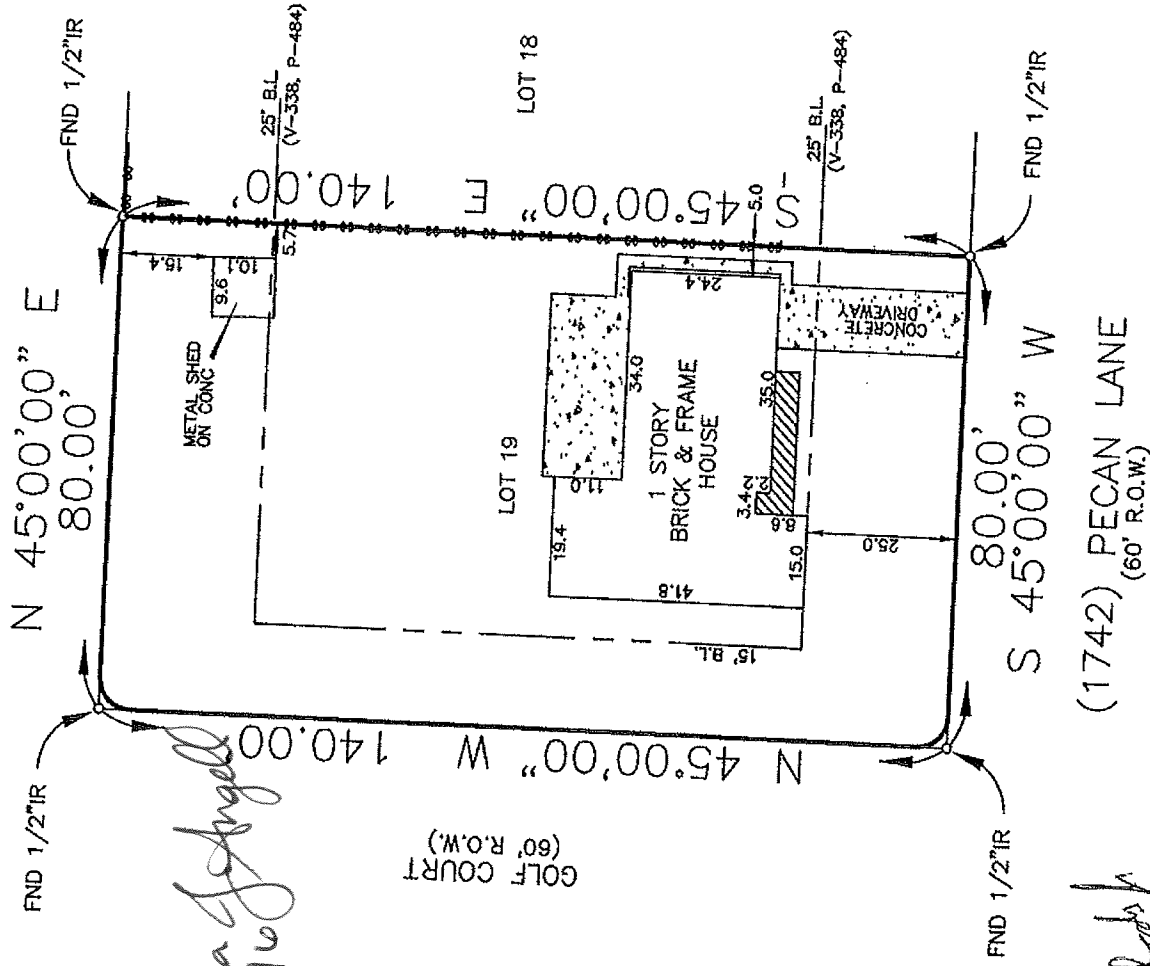 FND 1/2"IR
N 45°00'00" E
80.00'
FND 1/2"IR
15.4
9.6
10.1
5.7
METAL SHED
ON CONC
25' B.L
(V-338, P-484)
LOT 18
S 45°00'00" E 140.00'
LOT 19
11.0
34.0
24.4
5.0
19.4
1 STORY
BRICK & FRAME
HOUSE
41.8
3.4
2.2
35.0
8.6
15.0
15' B.L.
25.0
CONCRETE
DRIVEWAY
25' B.L
(V-338, P-484)
N 45°00'00" W 140.00
GOLF COURT
(60' R.O.W.)
FND 1/2"IR
80.00'
S 45°00'00" W
FND 1/2"IR
(1742) PECAN LANE
(60' R.O.W.)